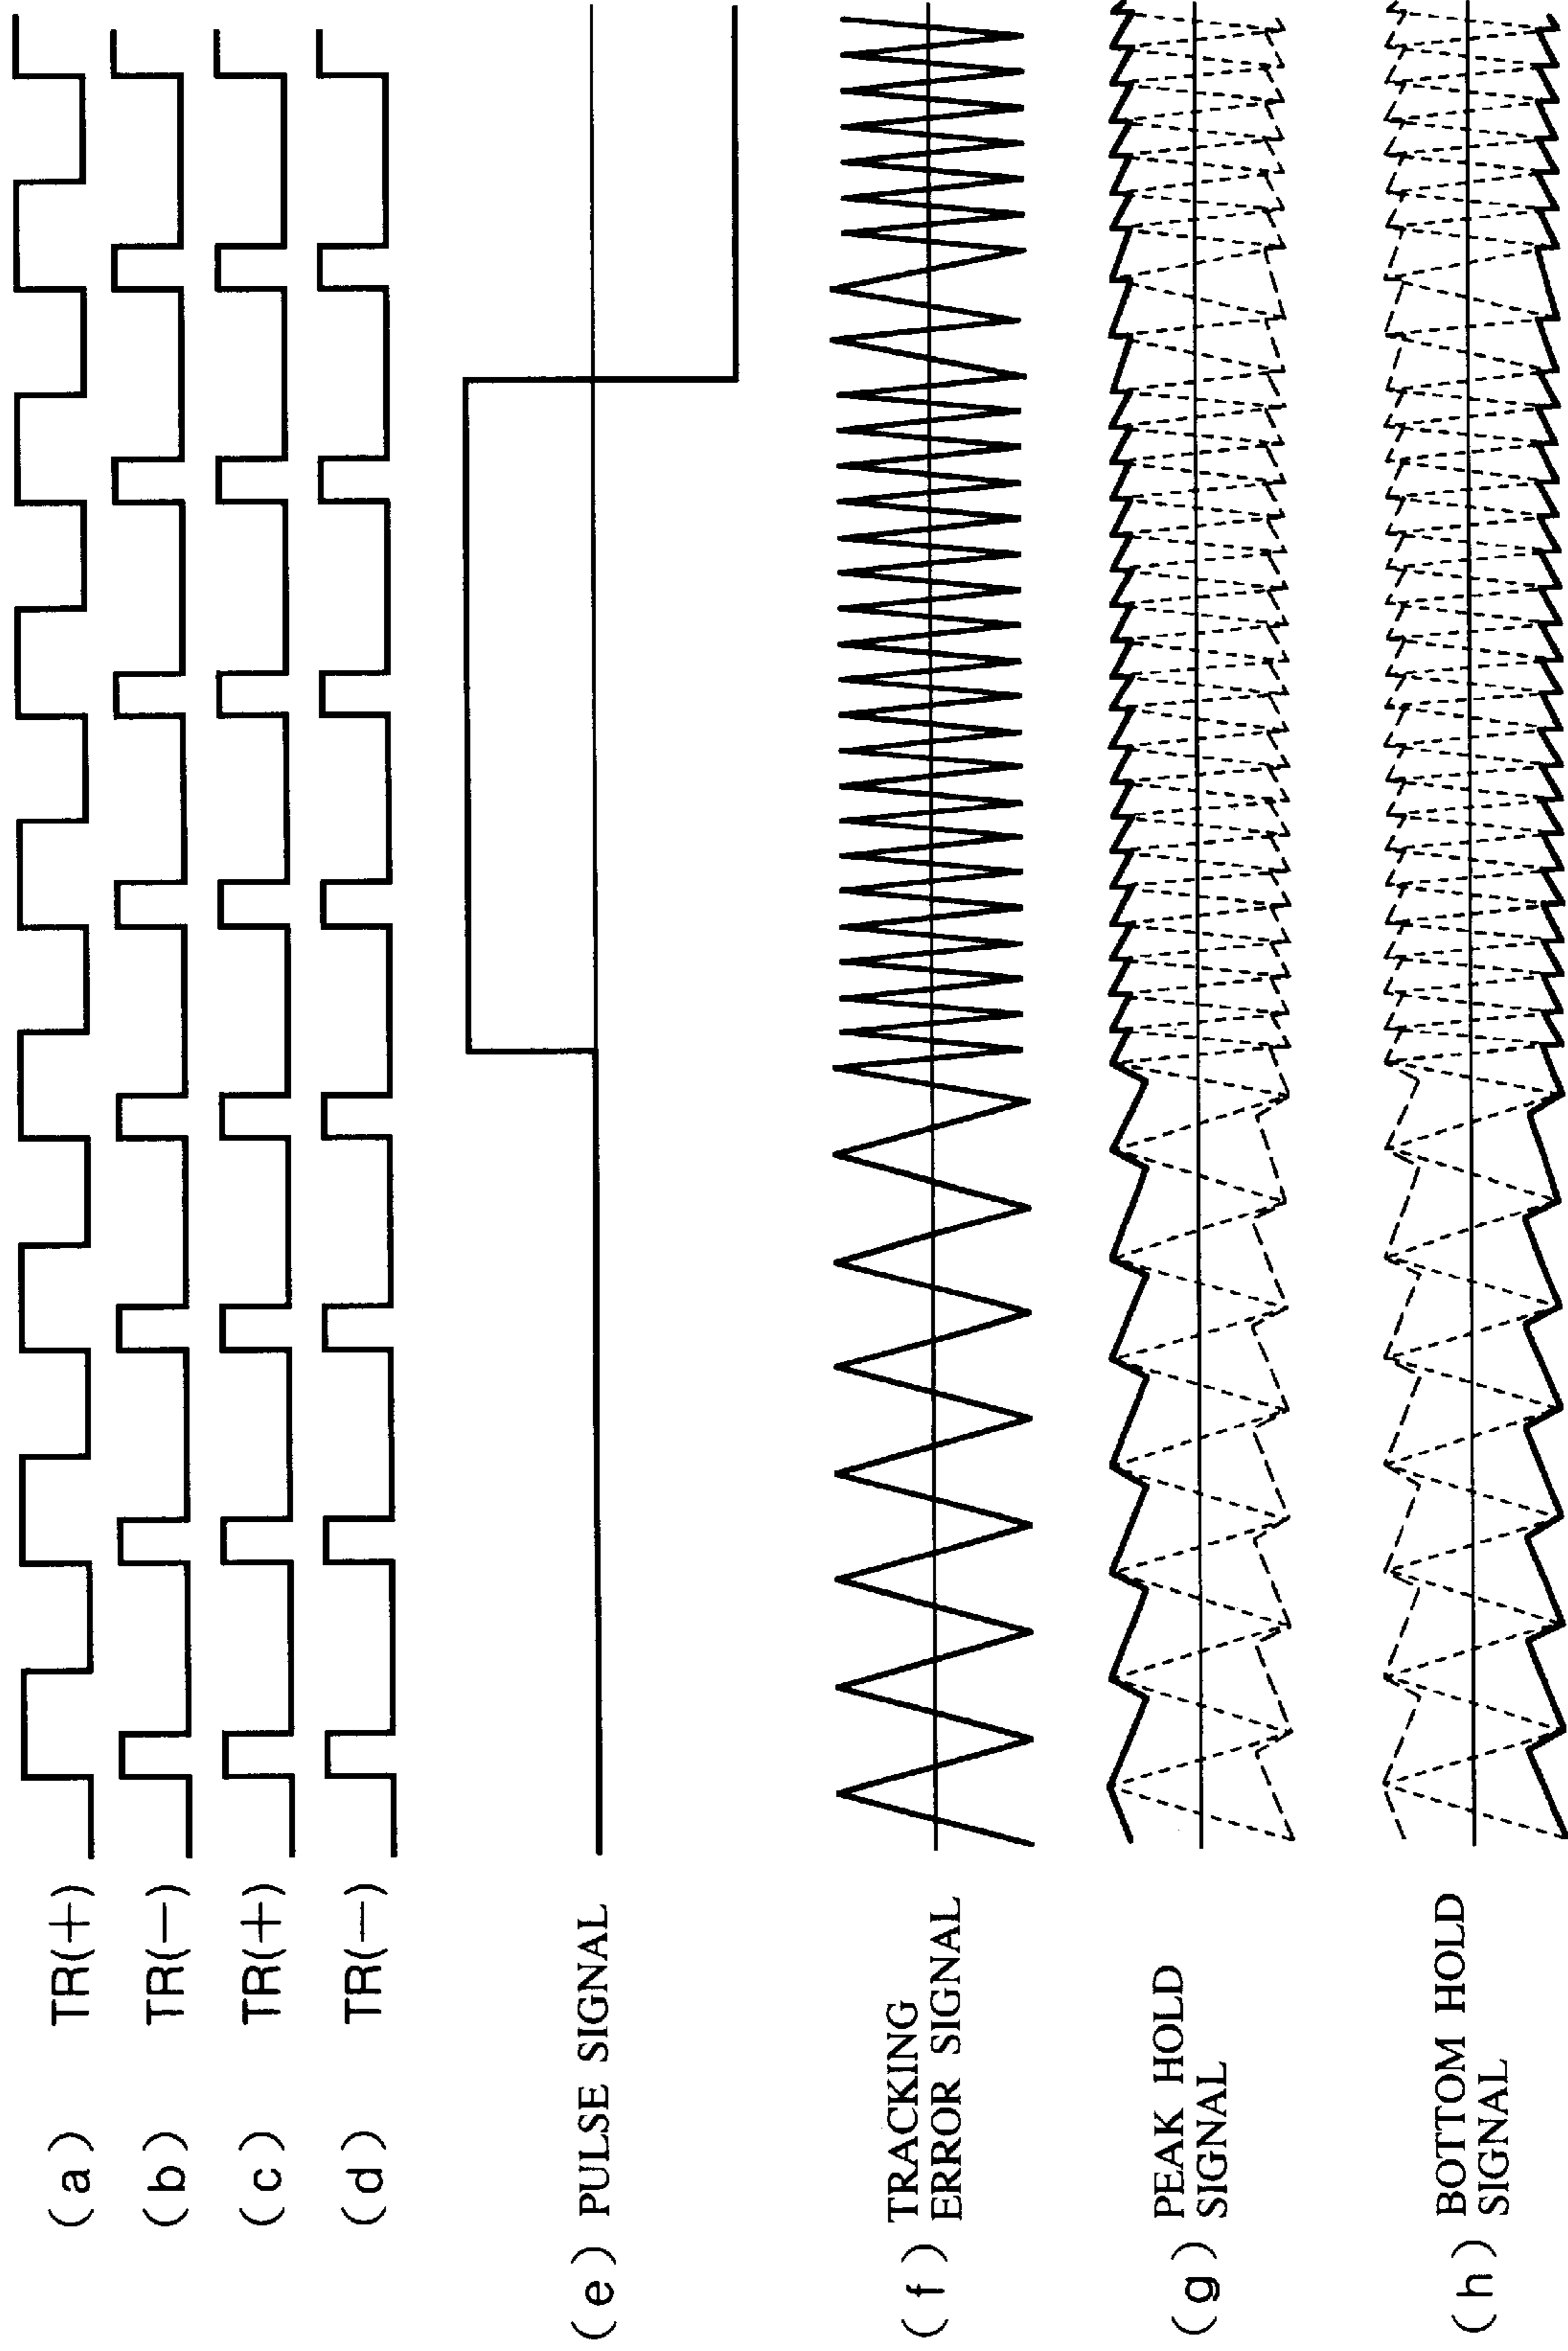 (a) TR(+)
(b) TR(−)
(c) TR(+)
(d) TR(−)
(e) PULSE SIGNAL
(f) TRACKING
ERROR SIGNAL
(g) PEAK HOLD
SIGNAL
(h) BOTTOM HOLD
SIGNAL